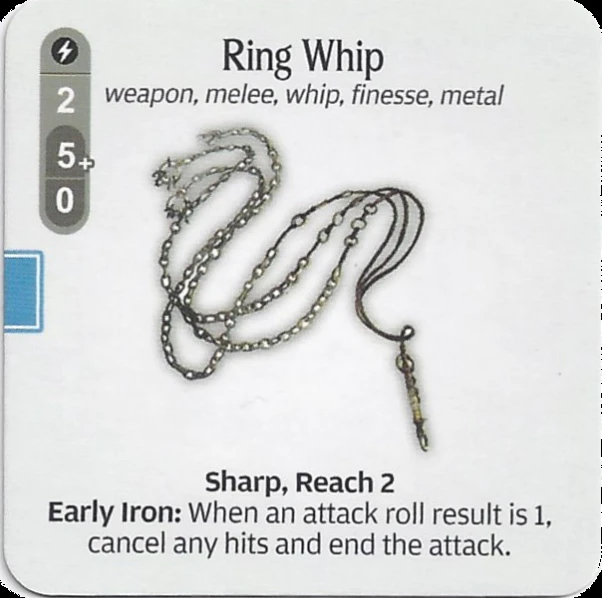 Ring Whip
weapon, melee, whip, finesse, metal
2
5+
0
Sharp, Reach 2
Early Iron: When an attack roll result is 1,
cancel any hits and end the attack.